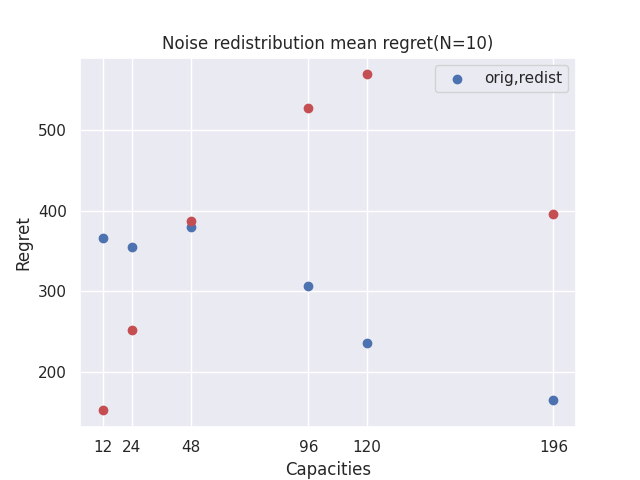 Noise redistribution mean regret(N=10)
orig,redist
500
400
300
200
Regret
12 24 48 96 120 196
Capacities